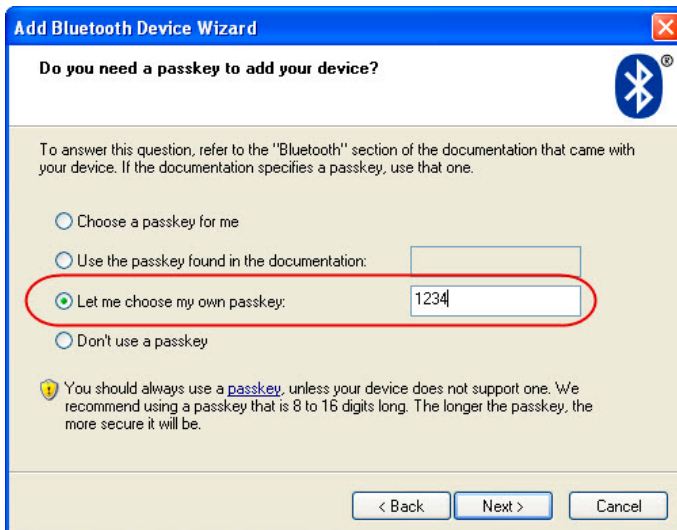 Add Bluetooth Device Wizard
Do you need a passkey to add your device?
®
To answer this question, refer to the "Bluetooth" section of the documentation that came with
your device. If the documentation specifies a passkey, use that one.
Choose a passkey for me
Use the passkey found in the documentation:
Let me choose my own passkey: 1234
Don't use a passkey
You should always use a passkey, unless your device does not support one. We
recommend using a passkey that is 8 to 16 digits long. The longer the passkey, the
more secure it will be.
< Back Next > Cancel